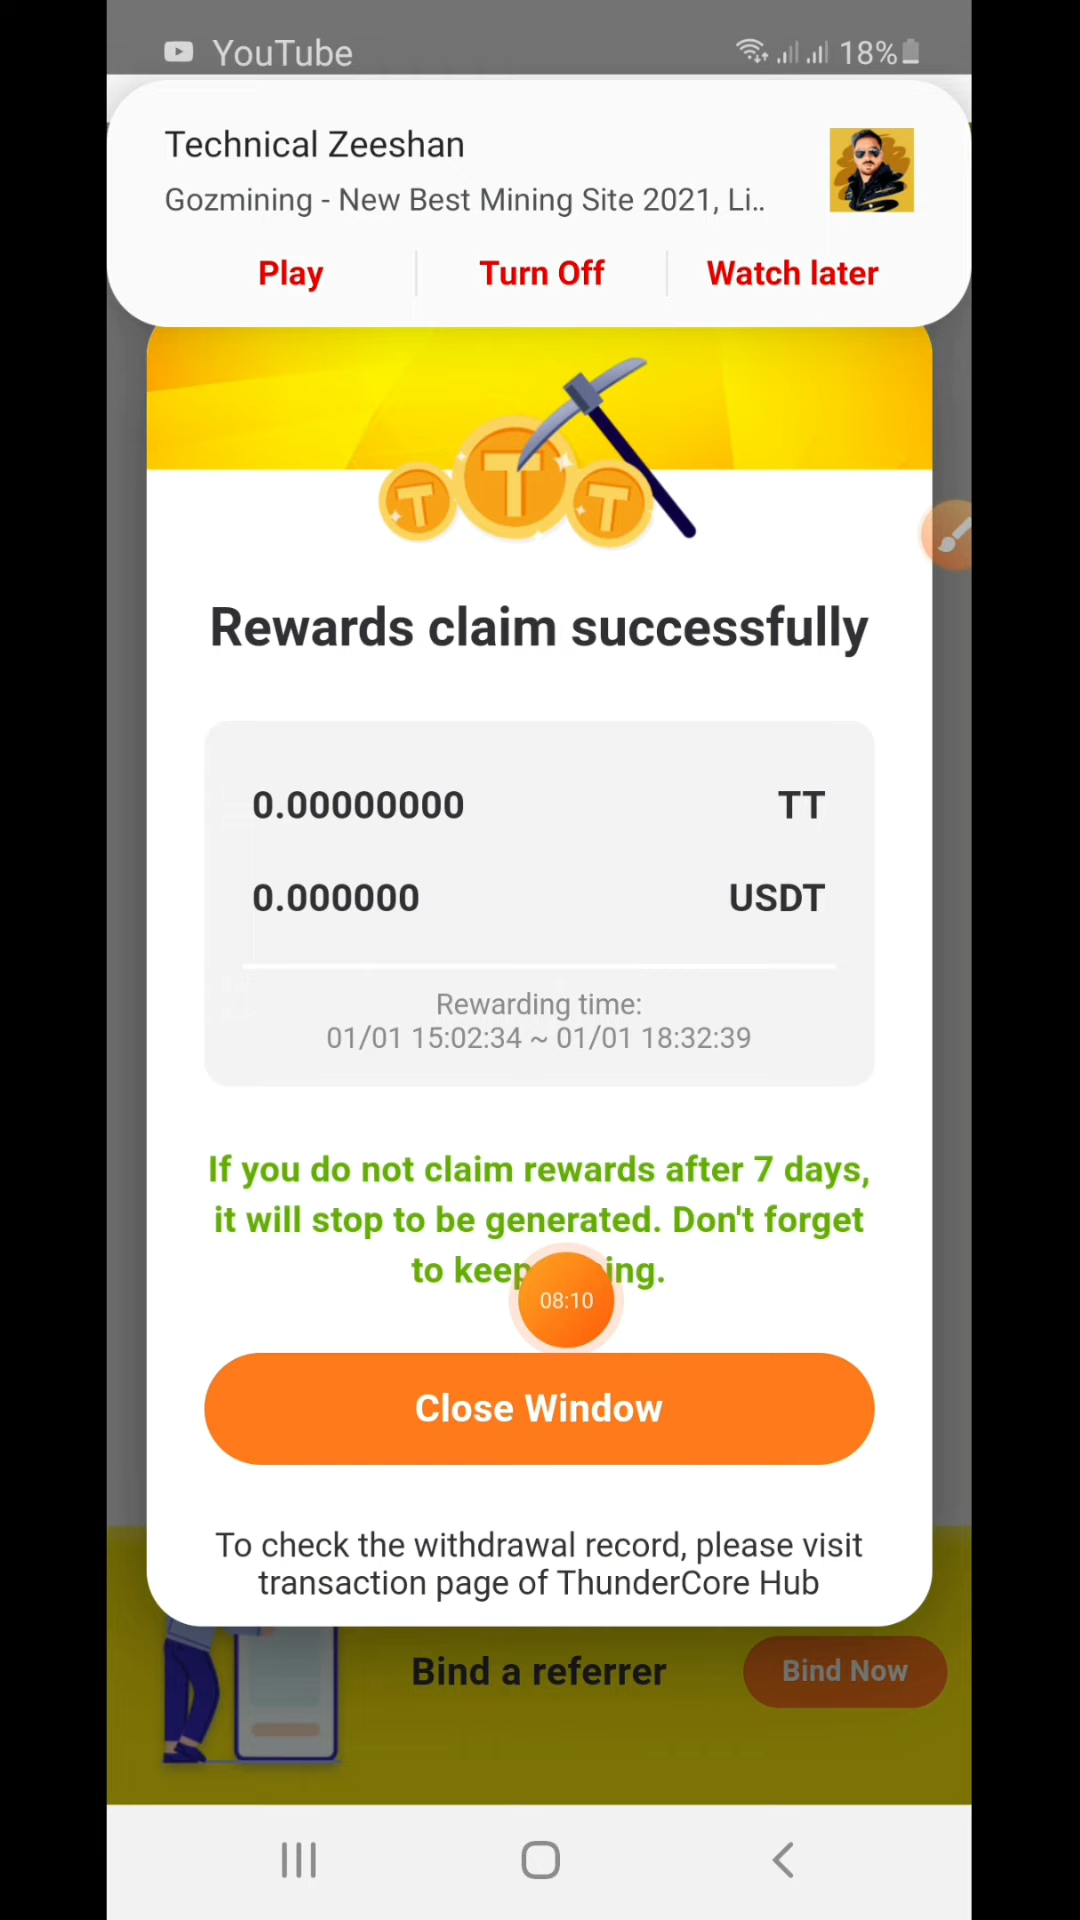 YouTube
18%
Technical Zeeshan
Gozmining - New Best Mining Site 2021, Li..
Play
Turn Off
Watch later
T T T
Rewards claim successfully
0.00000000 TT
0.000000 USDT
Rewarding time:
01/01 15:02:34 ~ 01/01 18:32:39
If you do not claim rewards after 7 days,
it will stop to be generated. Don't forget
to keep ing.
08:10
Close Window
To check the withdrawal record, please visit
transaction page of ThunderCore Hub
Bind a referrer
Bind Now